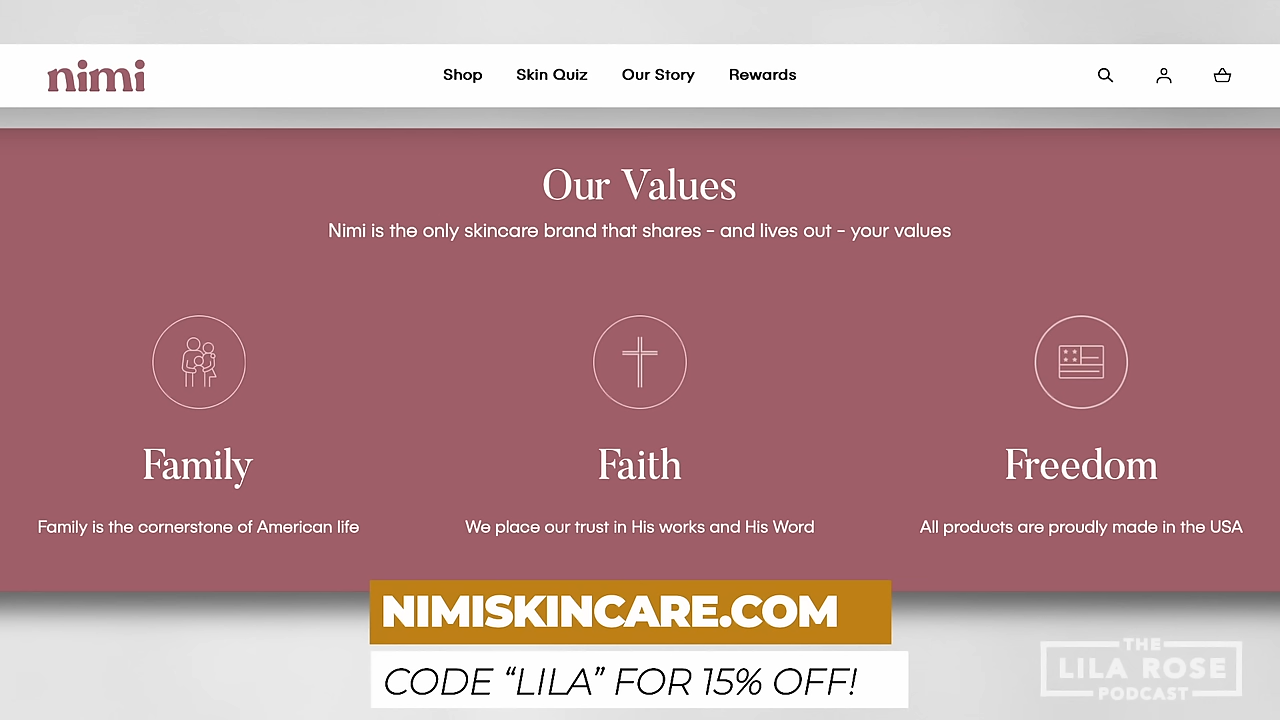 nimi
Shop Skin Quiz Our Story Rewards
Our Values
Nimi is the only skincare brand that shares - and lives out - your values
Family
Faith
Freedom
Family is the cornerstone of American life
We place our trust in His works and His Word
All products are proudly made in the USA
NIMISKINCARE.COM
CODE “LILA” FOR 15% OFF!
THE
LILA ROSE
PODCAST